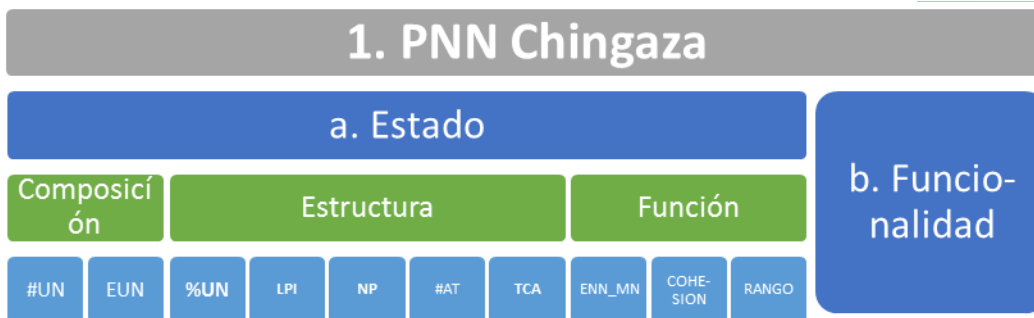 1. PNN Chingaza
a. Estado
b. Funcio-
nalidad
Composicí
ón
Estructura
Función
#UN
EUN
%UN
LPI
NP
#AT
TCA
ENN_MN
COHE-
SION
RANGO